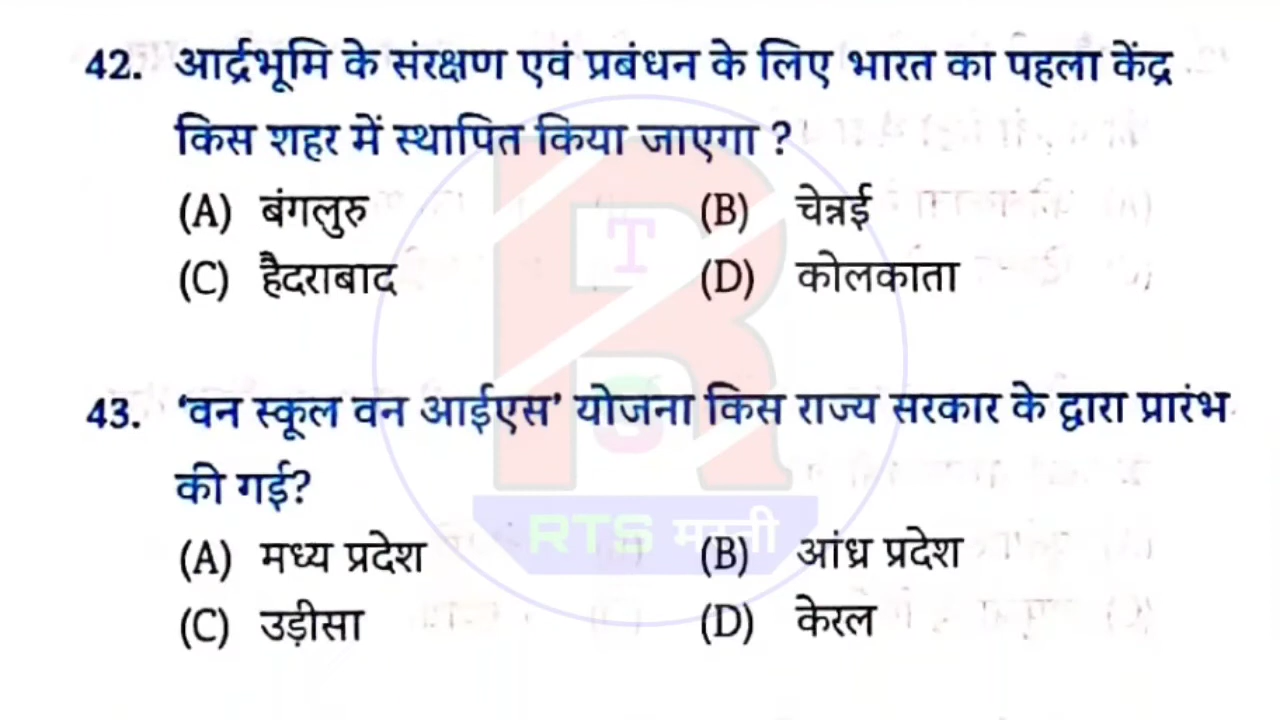 42. आर्द्रभूमि के संरक्षण एवं प्रबंधन के लिए भारत का पहला केंद्र
किस शहर में स्थापित किया जाएगा ?
(A) बंगलुरु (B) चेन्नई
(C) हैदराबाद (D) कोलकाता
43. ‘वन स्कूल वन आईएस’ योजना किस राज्य सरकार के द्वारा प्रारंभ
की गई?
(A) मध्य प्रदेश (B) आंध्र प्रदेश
(C) उड़ीसा (D) केरल
R
T
S
RTS